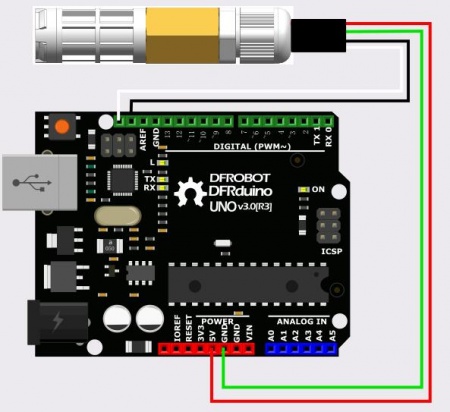 AREF
GND
13
12
~11
~10
~9
8
7
~6
~5
4
~3
2
TX 1
RX 0
DIGITAL (PWM~)
L
TX
RX
DFROBOT
DFRduino
UNO v3.0[R3]
ON
ICSP
POWER
ANALOG IN
IOREF
RESET
3V3
5V
GND
GND
VIN
A0
A1
A2
A3
A4
A5